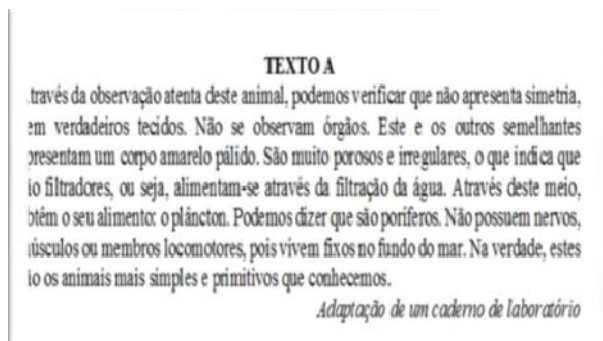 TEXTO A
través da observação atenta deste animal, podemos verificar que não apresenta simetria,
em verdadeiros tecidos. Não se observam órgãos. Este e os outros semelhantes
presentam um corpo amarelo pálido. São muito porosos e irregulares, o que indica que
io filtradores, ou seja, alimentam-se através da filtração da água. Através deste meio,
btêm o seu alimento: o plâncton. Podemos dizer que são poríferos. Não possuem nervos,
núsculos ou membros locomotores, pois vivem fixos no fundo do mar. Na verdade, estes
io os animais mais simples e primitivos que conhecemos..
Adaptação de um caderno de laboratório